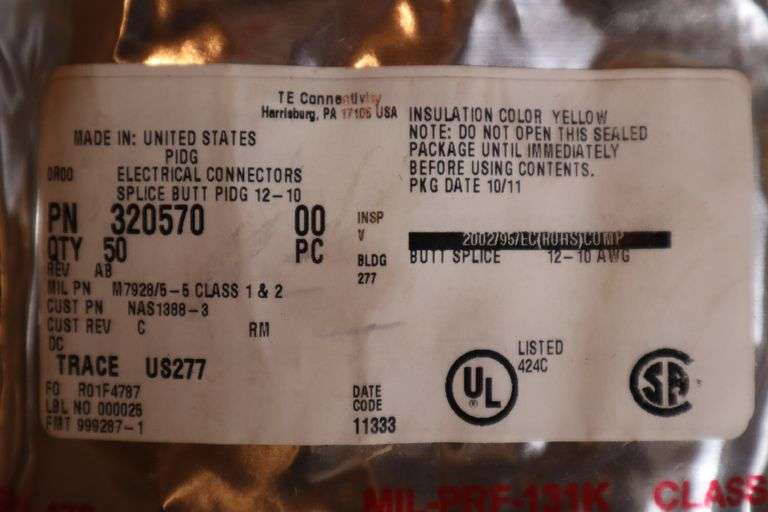 TE Connectivity
Harrisburg, PA 17105 USA
MADE IN: UNITED STATES
PIDG
OROO ELECTRICAL CONNECTORS
SPLICE BUTT PIDG 12-10
PN 320570 00 INSP
V
QTY 50 PC BLDG
277
REV AB
MIL PN M7928/5-5 CLASS 1 & 2
CUST PN NAS1388-3
CUST REV C RM
DC
TRACE US277
FO R01F4787
LBL NO 000026
FMT 999287-1
DATE
CODE
11333
INSULATION COLOR YELLOW
NOTE: DO NOT OPEN THIS SEALED
PACKAGE UNTIL IMMEDIATELY
BEFORE USING CONTENTS.
PKG DATE 10/11
2002/95/EC(ROHS)COMP
BUTT SPLICE 12-10 AWG
UL
®
LISTED
424C
SA
MIL-PRF-131K CLASS